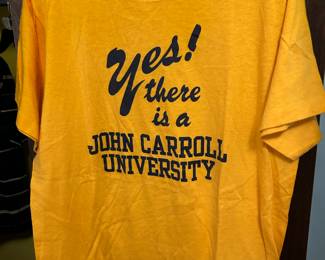 Yes!
there
is a
JOHN CARROLL
UNIVERSITY